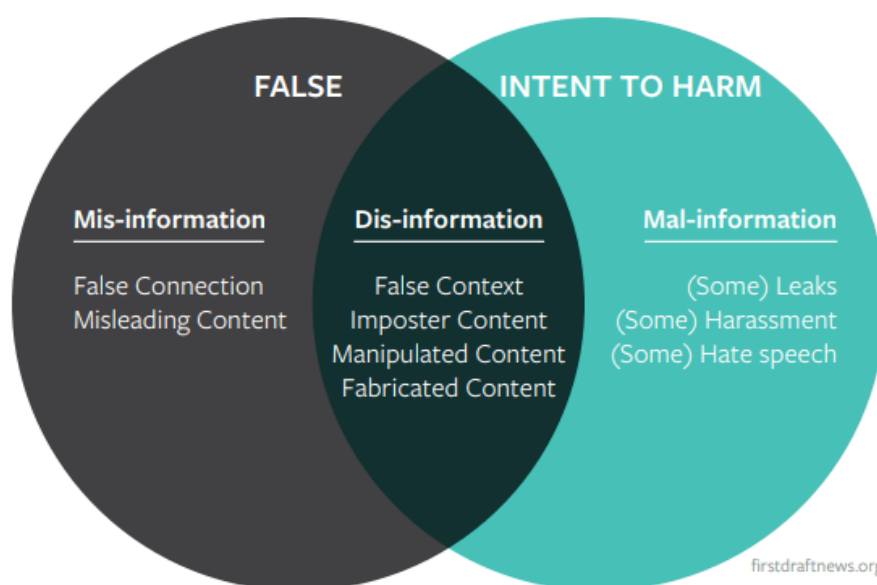 FALSE
INTENT TO HARM
Mis-information
False Connection
Misleading Content
Dis-information
False Context
Imposter Content
Manipulated Content
Fabricated Content
Mal-information
(Some) Leaks
(Some) Harassment
(Some) Hate speech
firstdraftnews.org